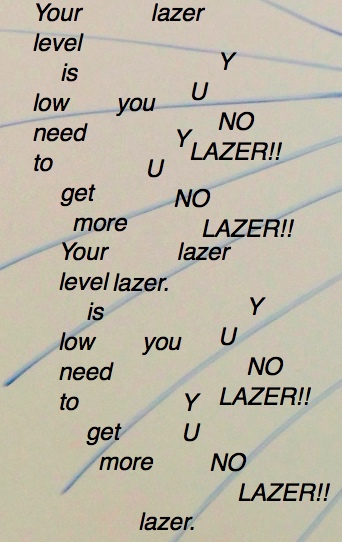 Your lazer
level
is Y
low you U
need Y NO
to U LAZER!!
get NO
more LAZER!!
Your lazer
level lazer.
is Y
low you U
need NO
to Y LAZER!!
get U
more NO
LAZER!!
lazer.